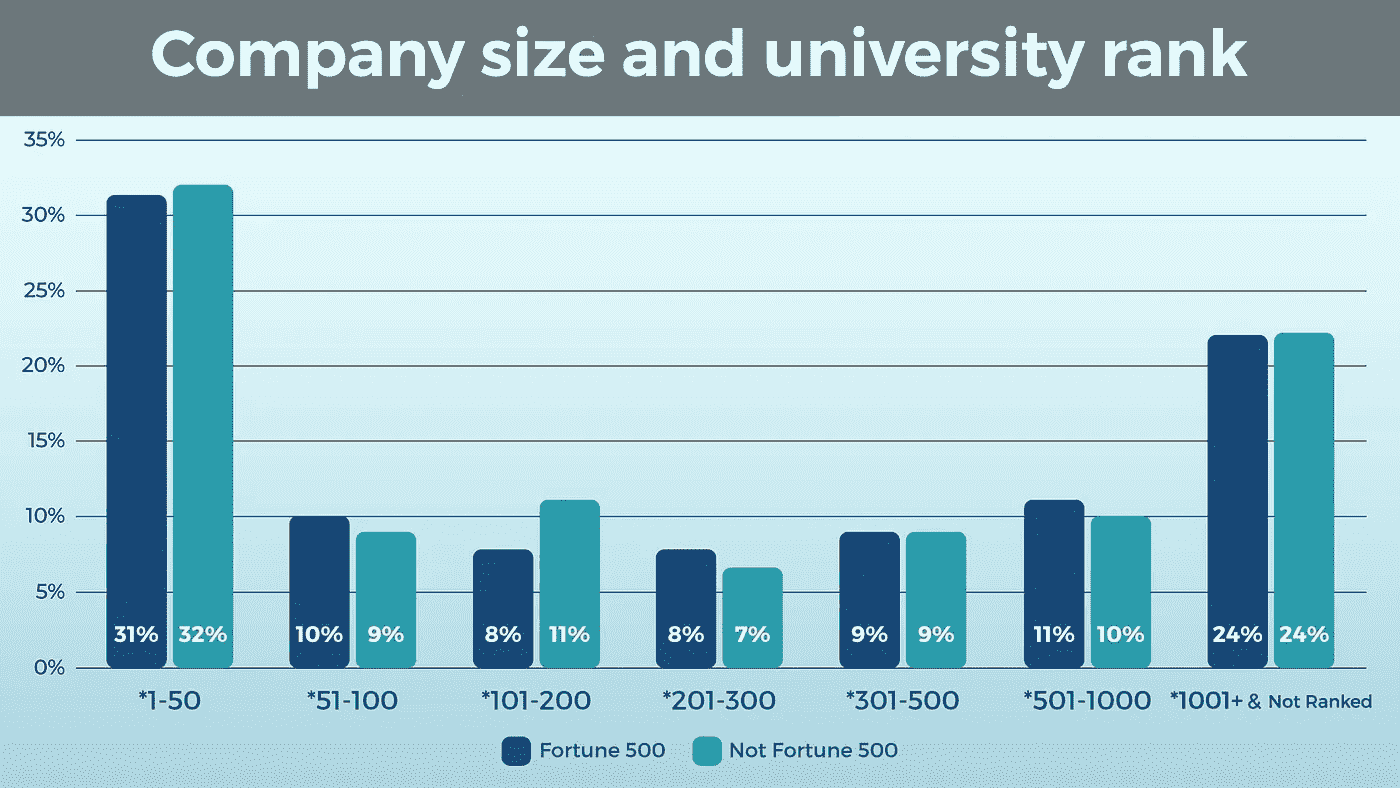 Company size and university rank
35%
30%
25%
20%
15%
10%
5%
0%
31% 32% 10% 9% 8% 11% 8% 7% 9% 9% 11% 10% 24% 24%
*1-50 *51-100 *101-200 *201-300 *301-500 *501-1000 *1001+ & Not Ranked
Fortune 500 Not Fortune 500